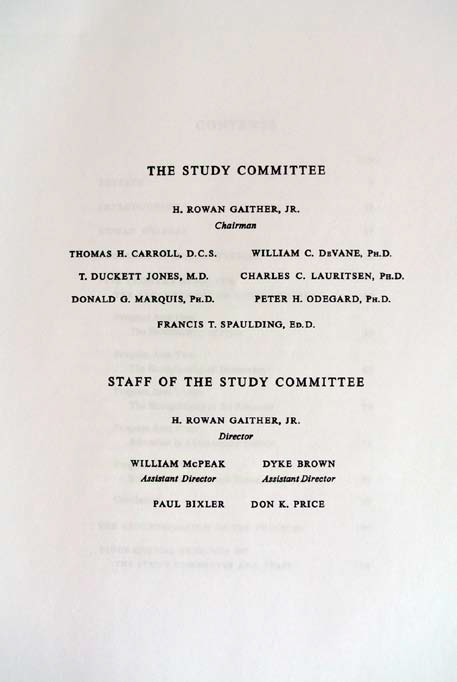 THE STUDY COMMITTEE
H. ROWAN GAITHER, JR.
Chairman
THOMAS H. CARROLL, D.C.S. WILLIAM C. DEVANE, PH.D.
T. DUCKETT JONES, M.D. CHARLES C. LAURITSEN, PH.D.
DONALD G. MARQUIS, PH.D. PETER H. ODEGARD, PH.D.
FRANCIS T. SPAULDING, ED.D.
STAFF OF THE STUDY COMMITTEE
H. ROWAN GAITHER, JR.
Director
WILLIAM MCPEAK DYKE BROWN
Assistant Director Assistant Director
PAUL BIXLER DON K. PRICE